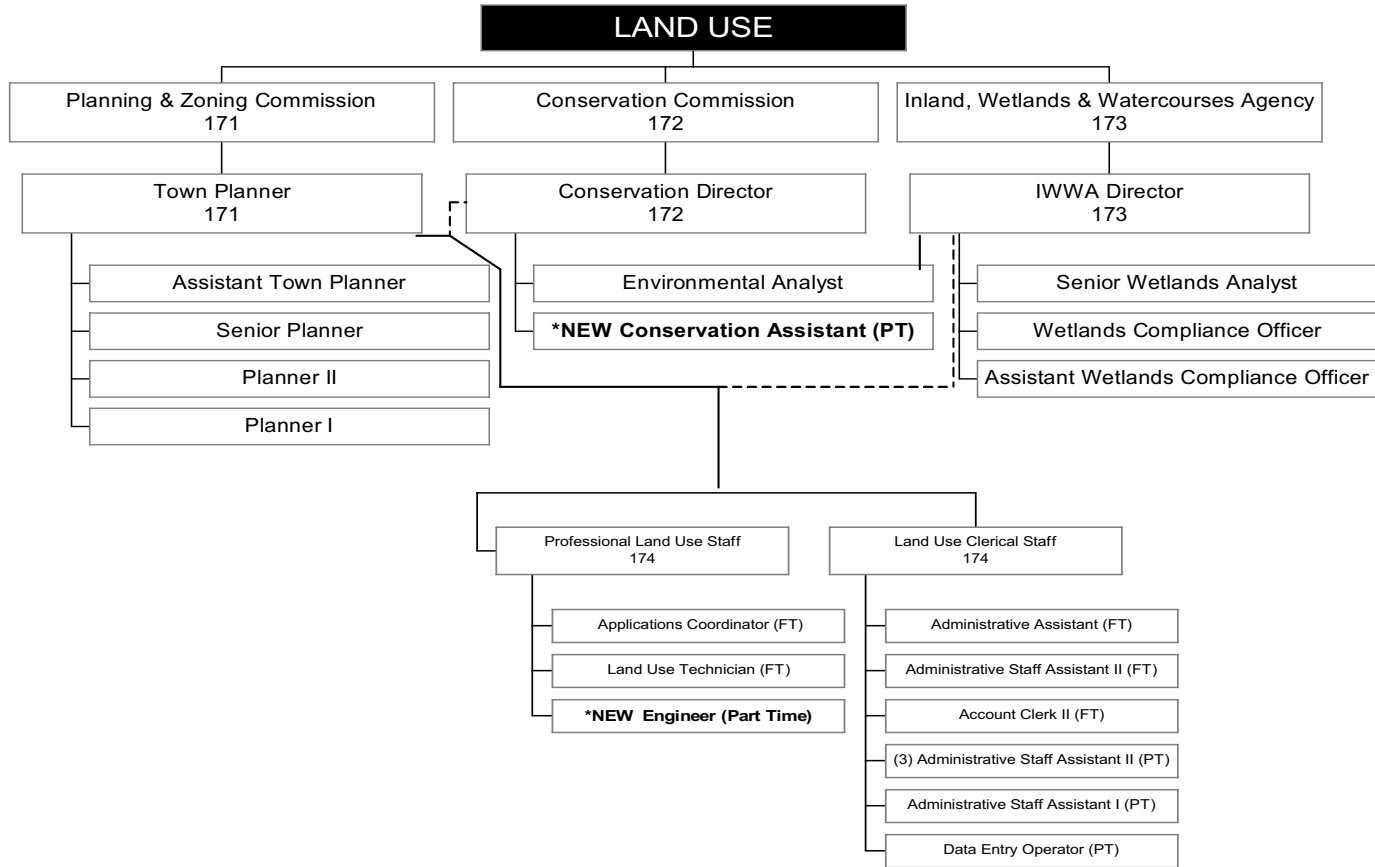 LAND USE
Planning & Zoning Commission
171
Conservation Commission
172
Inland, Wetlands & Watercourses Agency
173
Town Planner
171
Conservation Director
172
IWWA Director
173
Assistant Town Planner
Senior Planner
Planner II
Planner I
Environmental Analyst
*NEW Conservation Assistant (PT)
Senior Wetlands Analyst
Wetlands Compliance Officer
Assistant Wetlands Compliance Officer
Professional Land Use Staff
174
Applications Coordinator (FT)
Land Use Technician (FT)
*NEW Engineer (Part Time)
Land Use Clerical Staff
174
Administrative Assistant (FT)
Administrative Staff Assistant II (FT)
Account Clerk II (FT)
(3) Administrative Staff Assistant II (PT)
Administrative Staff Assistant I (PT)
Data Entry Operator (PT)